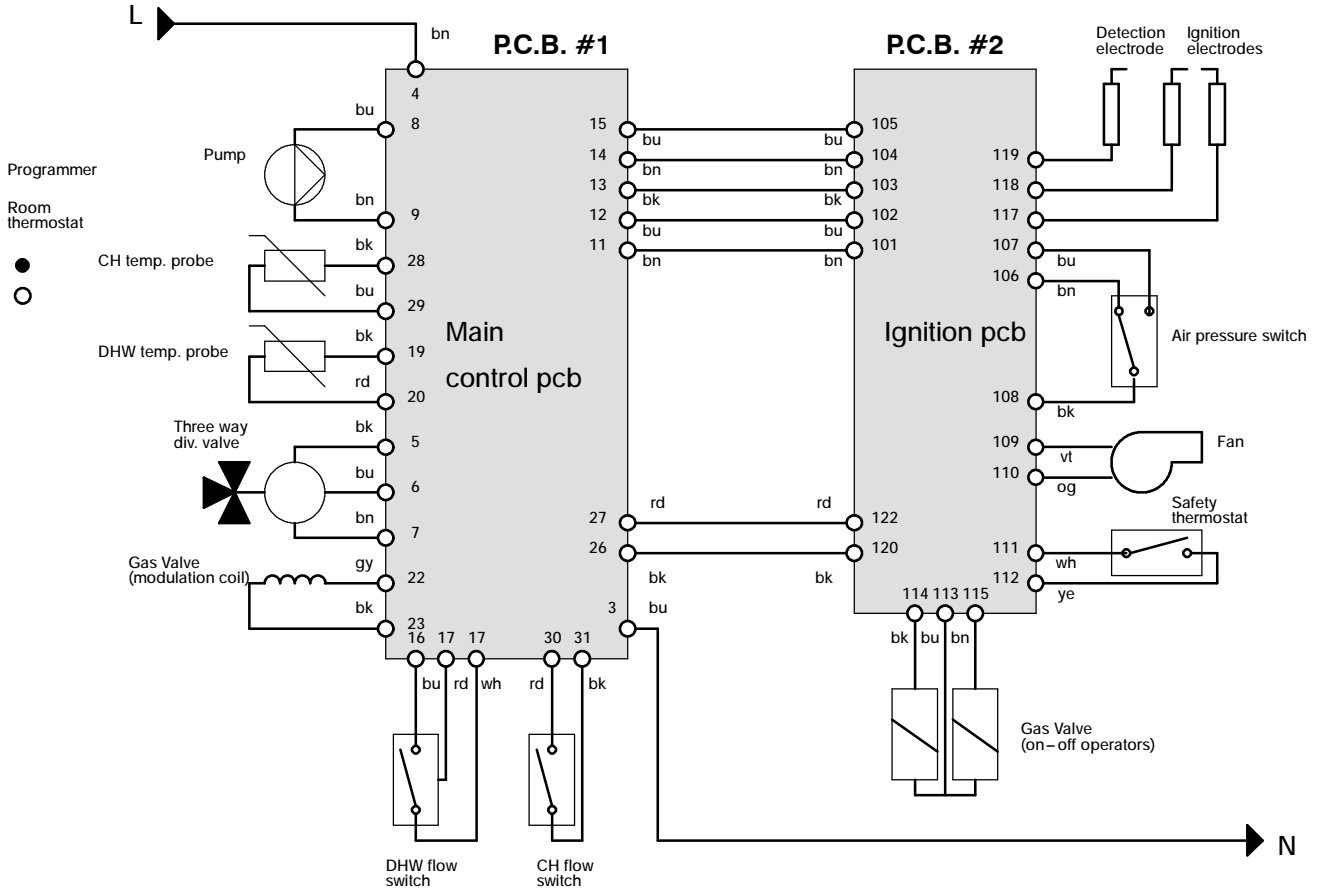 L
bn
P.C.B. #1
P.C.B. #2
Detection
electrode
Ignition
electrodes
4
bu
8
Pump
bn
9
Programmer
Room
thermostat
CH temp. probe
bk
28
bu
29
DHW temp. probe
bk
19
rd
20
Three way
div. valve
bk
5
bu
6
bn
7
Gas Valve
(modulation coil)
gy
22
bk
23
Main
control pcb
15
bu
bu
105
14
bn
bn
104
13
bk
bk
103
12
bu
bu
102
11
bn
bn
101
27
rd
rd
122
26
bk
bk
120
3
bu
Ignition pcb
119
118
117
107
bu
106
bn
Air pressure switch
108
bk
109
vt
110
og
Fan
Safety
thermostat
111
wh
112
ye
114 113 115
bk bu bn
Gas Valve
(on–off operators)
16 17 17 30 31
bu rd wh rd bk
DHW flow
switch
CH flow
switch
N